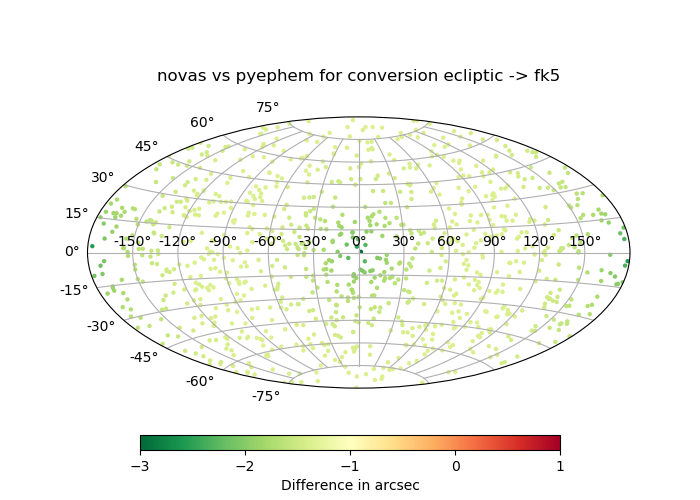 novas vs pyephem for conversion ecliptic -> fk5
75°
60°
45°
30°
15°
-150° -120° -90° -60° -30° 0° 30° 60° 90° 120° 150°
0°
-15°
-30°
-45°
-60°
-75°
−3 −2 −1 0 1
Difference in arcsec